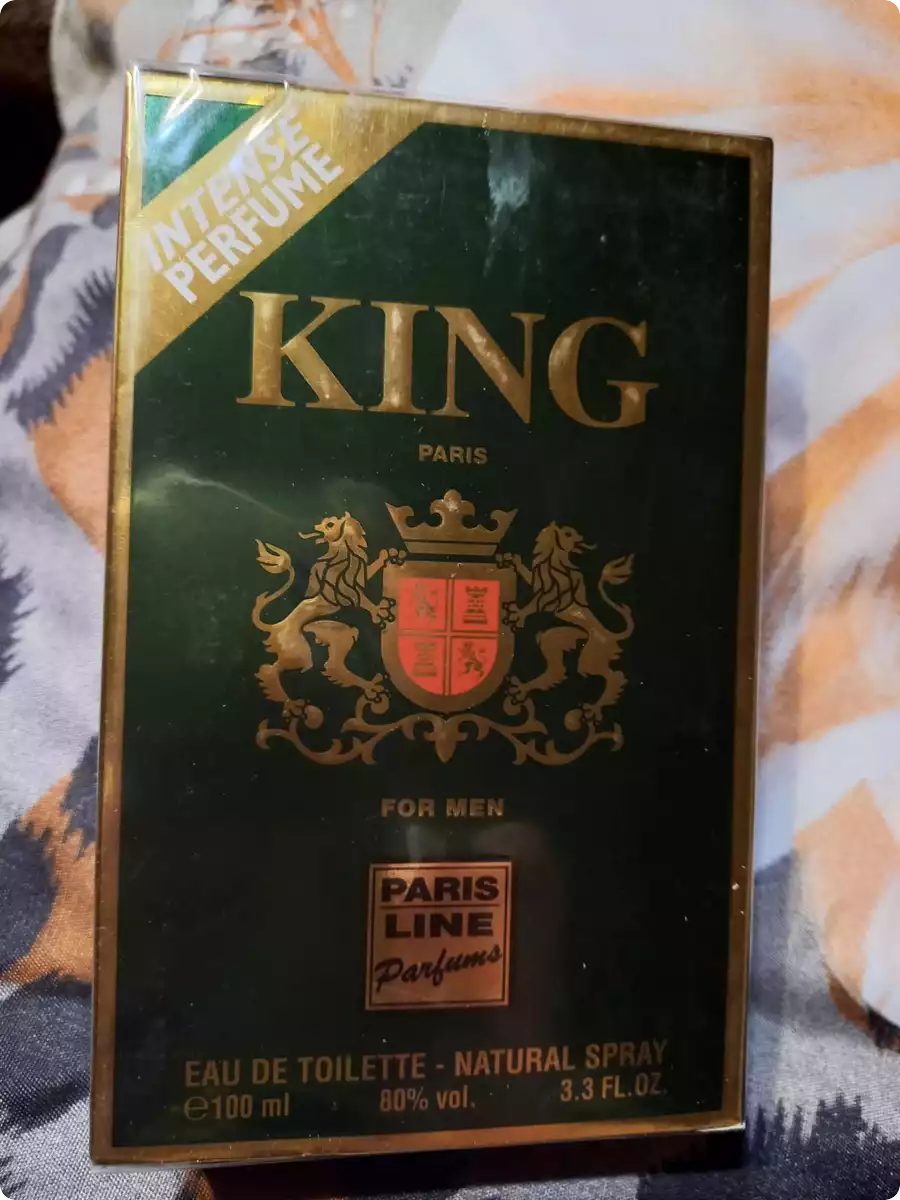 INTENSE
PERFUME
KING
PARIS
FOR MEN
PARIS
LINE
Parfums
EAU DE TOILETTE - NATURAL SPRAY
℮100 ml 80% vol. 3.3 FL.OZ.